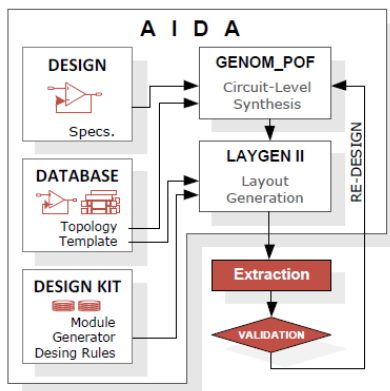 A I D A
DESIGN
Specs.
DATABASE
Topology
Template
DESIGN KIT
Module
Generator
Desing Rules
GENOM_POF
Circuit-Level
Synthesis
LAYGEN II
Layout
Generation
RE-DESIGN
Extraction
VALIDATION